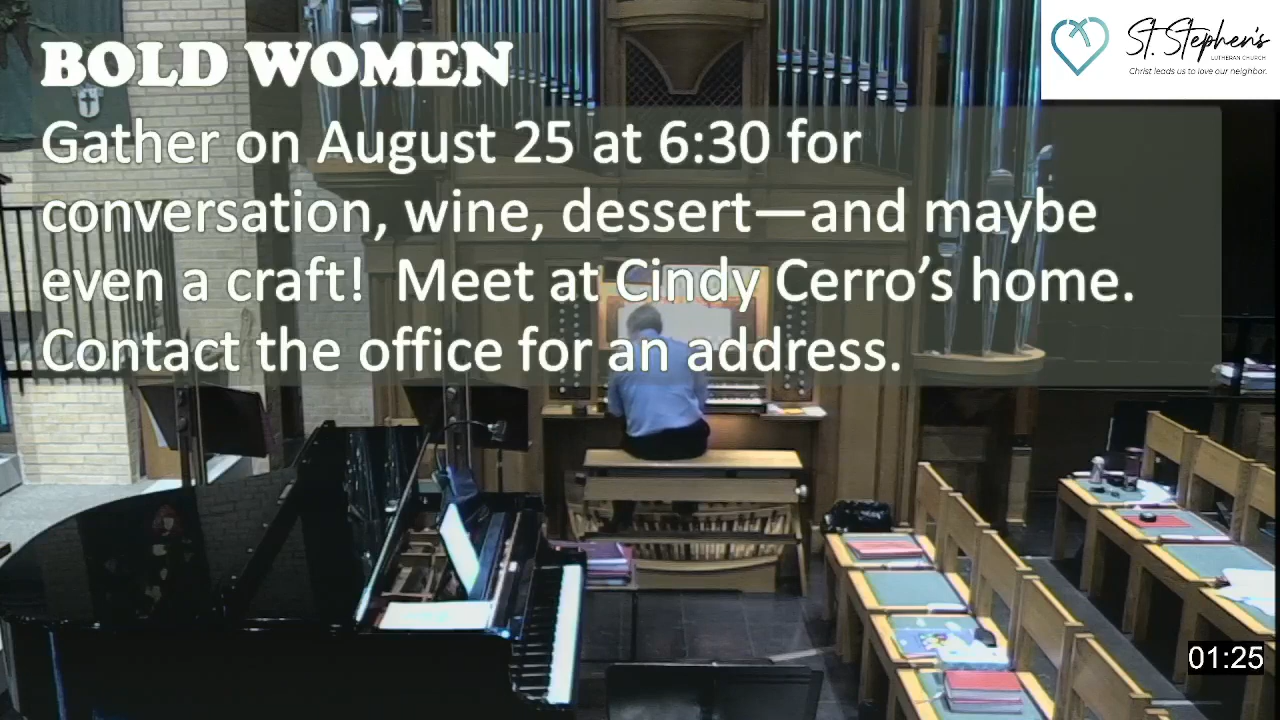 BOLD WOMEN
Gather on August 25 at 6:30 for
conversation, wine, dessert—and maybe
even a craft!  Meet at Cindy Cerro’s home.
Contact the office for an address.
St. Stephen's
LUTHERAN CHURCH
Christ leads us to love our neighbor.
01:25